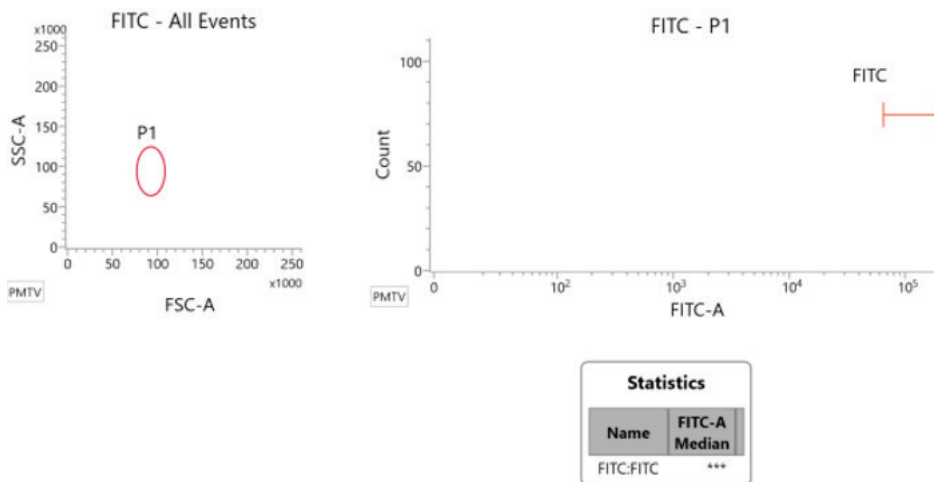 FITC - All Events
x1000
250
200
150
100
50
0
SSC-A
P1
0 50 100 150 200 250
x1000
FSC-A
PMTV
FITC - P1
100
50
0
Count
FITC
0 10² 10³ 10⁴ 10⁵
FITC-A
PMTV
Statistics
Name FITC-A Median
FITC:FITC ***